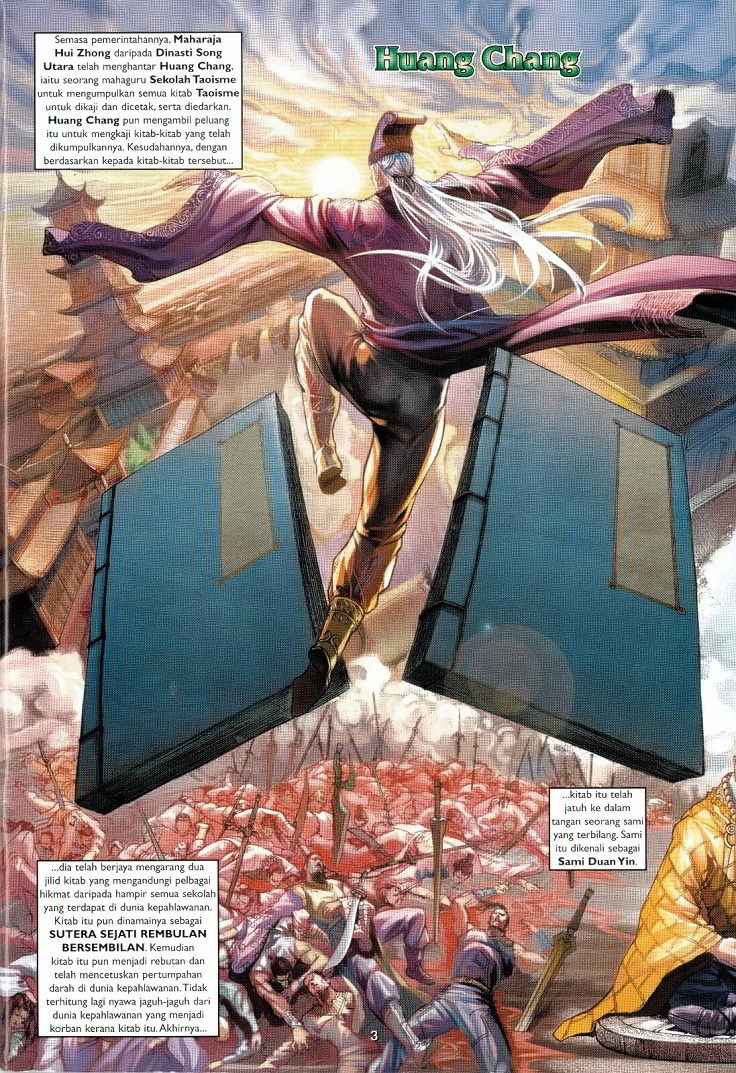 Semasa pemerintahannya, Maharaja
Hui Zhong daripada Dinasti Song
Utara telah menghantar Huang Chang,
iaitu seorang mahaguru Sekolah Taoisme
untuk mengumpulkan semua kitab Taoisme
untuk dikaji dan dicetak, serta diedarkan.
Huang Chang pun mengambil peluang
itu untuk mengkaji kitab-kitab yang telah
dikumpulkannya. Kesudahannya, dengan
berdasarkan kepada kitab-kitab tersebut...
Huang Chang
...dia telah berjaya mengarang dua
jilid kitab yang mengandungi pelbagai
hikmat daripada hampir semua sekolah
yang terdapat di dunia kepahlawanan.
Kitab itu pun dinamainya sebagai
SUTERA SEJATI REMBULAN
BERSEMBILAN. Kemudian
kitab itu pun menjadi rebutan dan
telah mencetuskan pertumpahan
darah di dunia kepahlawanan. Tidak
terhitung lagi nyawa jaguh-jaguh dari
dunia kepahlawanan yang menjadi
korban kerana kitab itu. Akhirnya...
...kitab itu telah
jatuh ke dalam
tangan seorang sami
yang terbilang. Sami
itu dikenali sebagai
Sami Duan Yin.
3